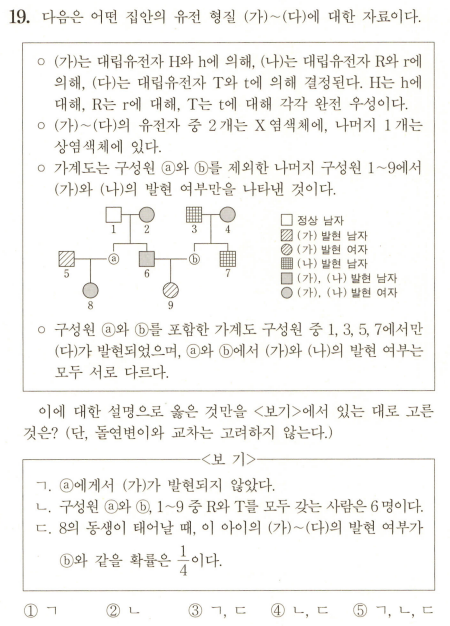 19. 다음은 어떤 집안의 유전 형질 (가)~(다)에 대한 자료이다.
○ (가)는 대립유전자 H와 h에 의해, (나)는 대립유전자 R와 r에
의해, (다)는 대립유전자 T와 t에 의해 결정된다. H는 h에
대해, R는 r에 대해, T는 t에 대해 각각 완전 우성이다.
○ (가)~(다)의 유전자 중 2개는 X염색체에, 나머지 1개는
상염색체에 있다.
○ 가계도는 구성원 ⓐ와 ⓑ를 제외한 나머지 구성원 1~9에서
(가)와 (나)의 발현 여부만을 나타낸 것이다.
1 2 3 4
5 ⓐ 6 ⓑ 7
8 9
정상 남자
(가) 발현 남자
(가) 발현 여자
(나) 발현 남자
(가), (나) 발현 남자
(가), (나) 발현 여자
○ 구성원 ⓐ와 ⓑ를 포함한 가계도 구성원 중 1, 3, 5, 7에서만
(다)가 발현되었으며, ⓐ와 ⓑ에서 (가)와 (나)의 발현 여부는
모두 서로 다르다.
이에 대한 설명으로 옳은 것만을 <보기>에서 있는 대로 고른
것은? (단, 돌연변이와 교차는 고려하지 않는다.)
<보 기>
ㄱ. ⓐ에게서 (가)가 발현되지 않았다.
ㄴ. 구성원 ⓐ와 ⓑ, 1~9 중 R와 T를 모두 갖는 사람은 6명이다.
ㄷ. 8의 동생이 태어날 때, 이 아이의 (가)~(다)의 발현 여부가
ⓑ와 같을 확률은 1/4이다.
① ㄱ ② ㄴ ③ ㄱ, ㄷ ④ ㄴ, ㄷ ⑤ ㄱ, ㄴ, ㄷ